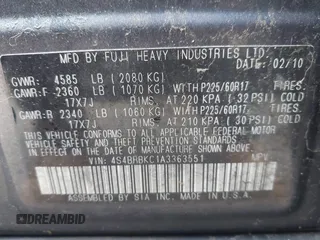 MFD BY FUJI HEAVY INDUSTRIES LTD. 02/10
GVWR: 4585 LB (2080 KG)
GAWR:F 2360 LB (1070 KG) WITH P225/60R17 TIRES,
17X7J RIMS, AT 220 KPA (32 PSI) COLD
GAWR:R 2340 LB (1060 KG) WITH P225/60R17 TIRES,
17X7J RIMS, AT 210 KPA (30 PSI) COLD
THIS VEHICLE CONFORMS TO ALL APPLICABLE
FEDERAL MOTOR VEHICLE SAFETY
AND THEFT PREVENTION STANDARDS
IN EFFECT ON THE DATE OF
MANUFACTURE SHOWN ABOVE.
VIN: 4S4BRBKC1A3363551 MPV
ASSEMBLED BY SIA INC. MADE IN U.S.A.
DREAMBID